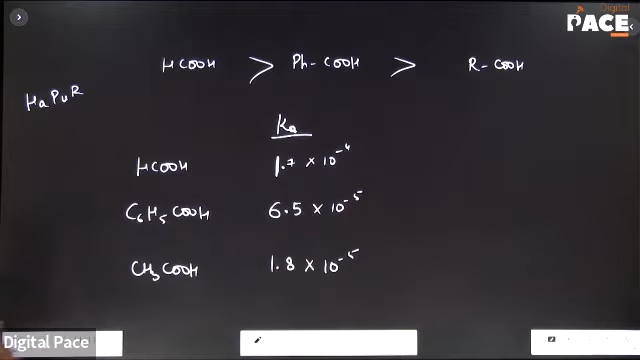 Digital
PACE
HCOOH > Ph-COOH > R-COOH
HaPuR
Ka
HCOOH 1.7 × 10⁻⁴
C₆H₅COOH 6.5 × 10⁻⁵
CH₃COOH 1.8 × 10⁻⁵
Digital Pace